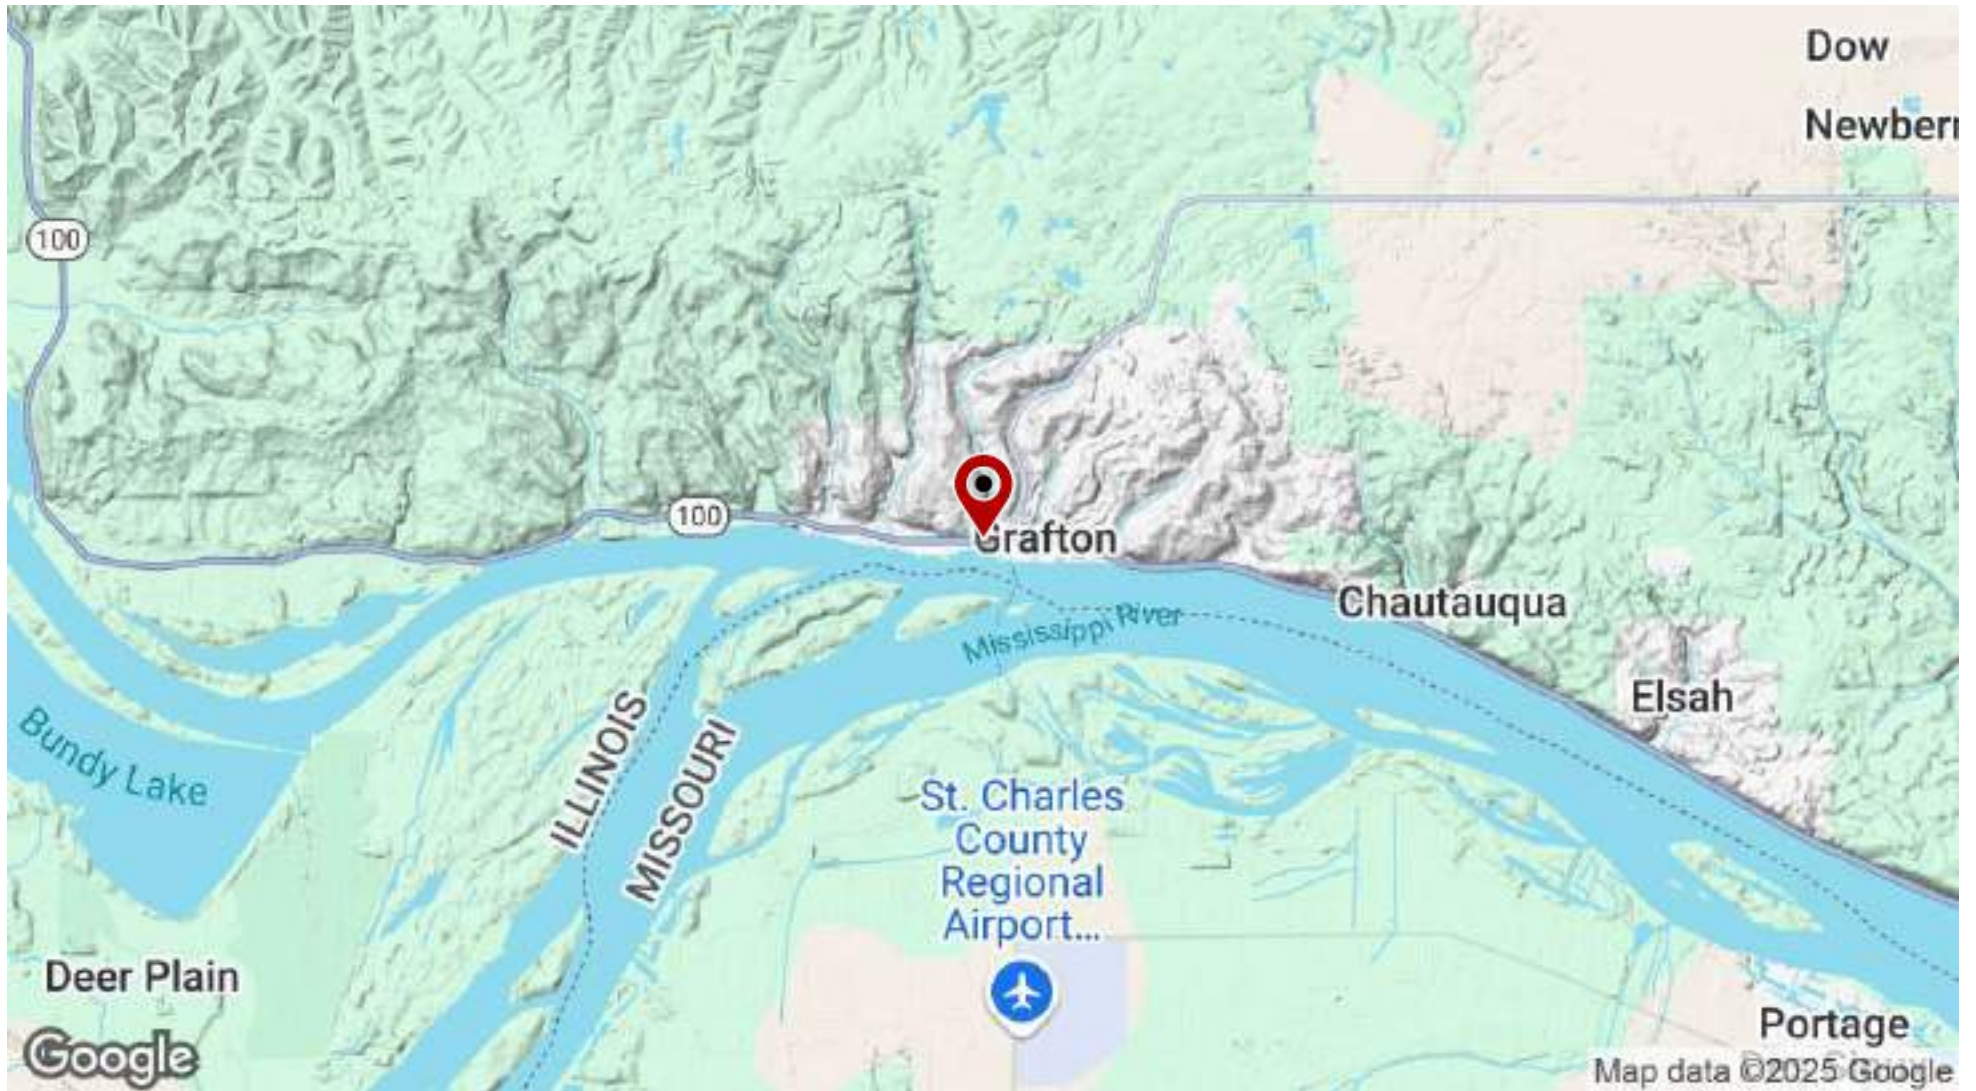 Dow
Newberr
100
100
Grafton
Chautauqua
Mississippi River
Elsah
Bundy Lake
ILLINOIS
MISSOURI
St. Charles
County
Regional
Airport...
Deer Plain
Portage
Google
Map data ©2025 Google